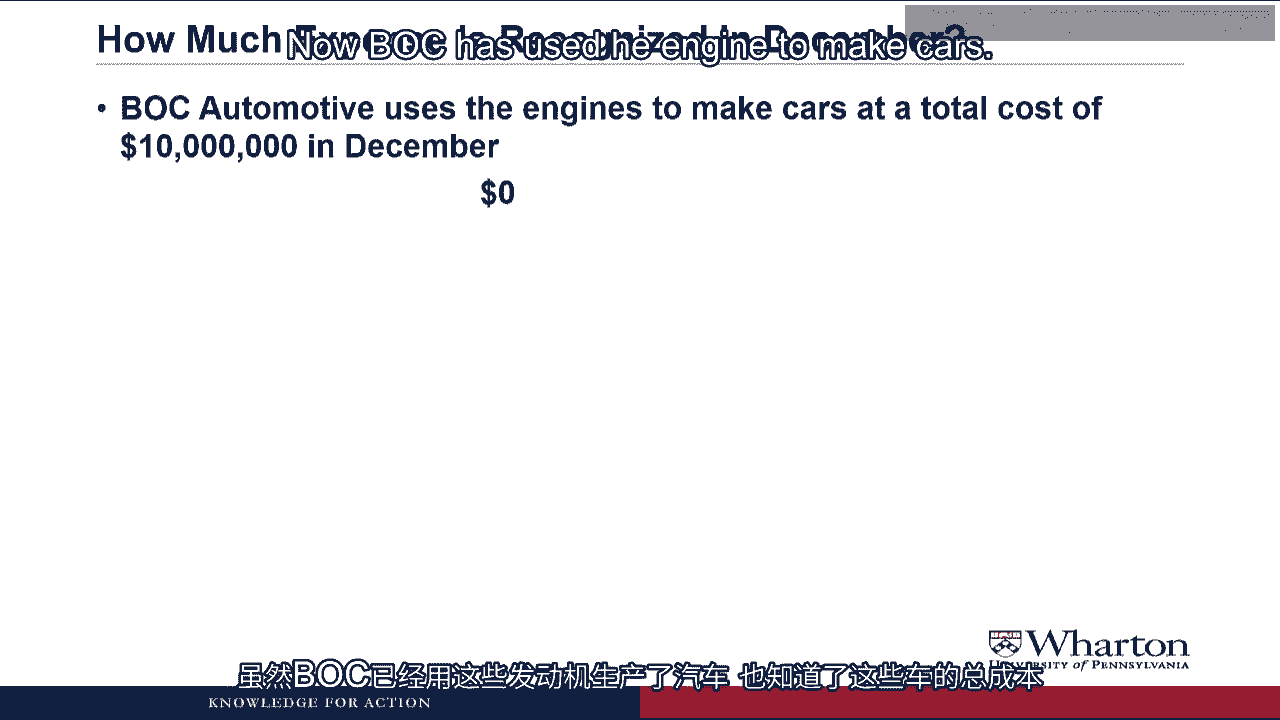 How Much Expense Is Recognized in December?
Now BOC has used the engine to make cars.
• BOC Automotive uses the engines to make cars at a total cost of
$10,000,000 in December
$0
Wharton
UNIVERSITY of PENNSYLVANIA
虽然BOC已经用这些发动机生产了汽车 也知道了这些车的总成本
KNOWLEDGE FOR ACTION